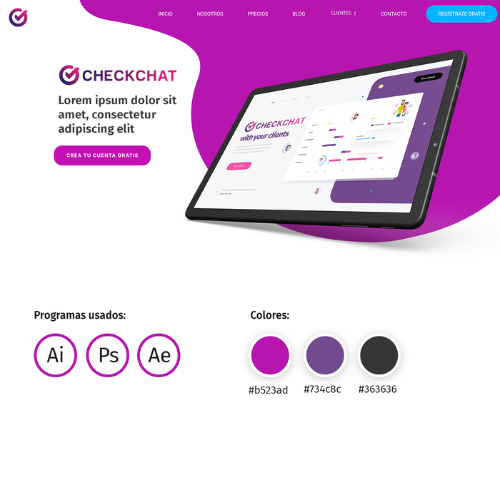 INICIO NOSOTROS PRECIOS BLOG CLIENTES CONTACTO REGISTRATE GRATIS
CHECKCHAT
Lorem ipsum dolor sit
amet, consectetur
adipiscing elit
CREA TU CUENTA GRATIS
CHECKCHAT
with your clients
Programas usados:
Ai Ps Ae
Colores:
#b523ad #734c8c #363636